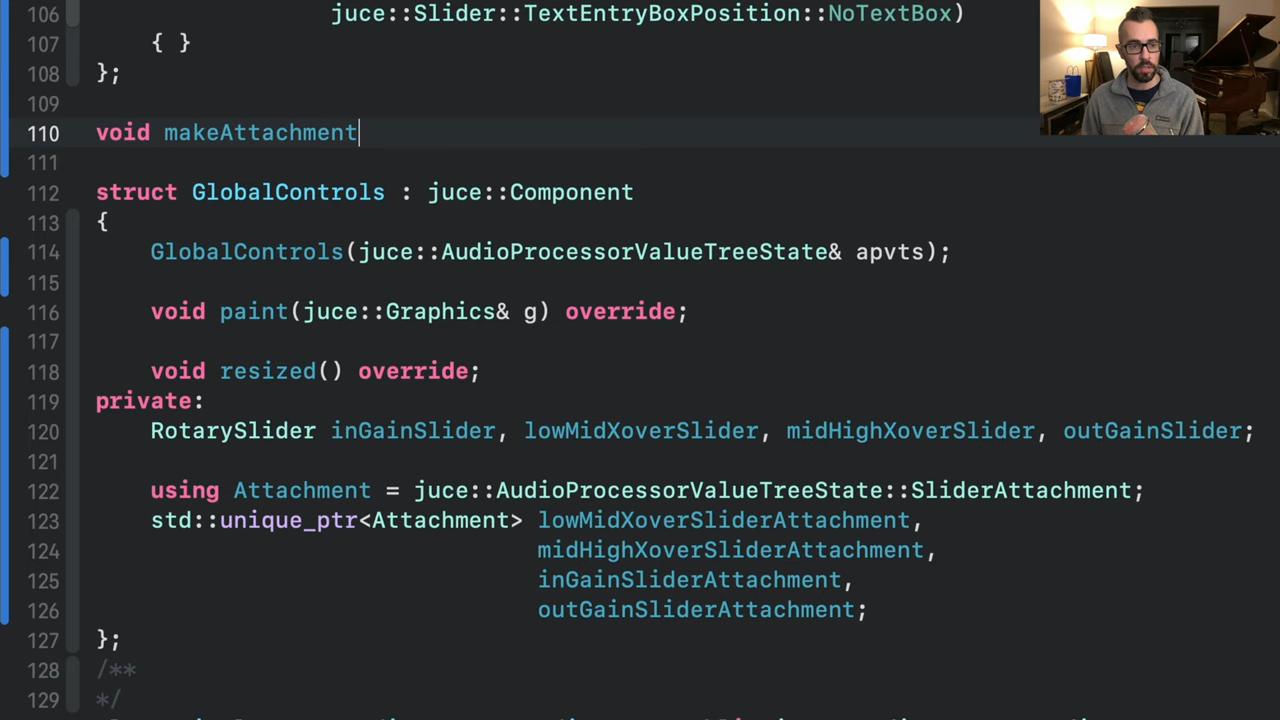 106 juce::Slider::TextEntryBoxPosition::NoTextBox)
107 { }
108 };
109
110 void makeAttachment
111
112 struct GlobalControls : juce::Component
113 {
114 GlobalControls(juce::AudioProcessorValueTreeState& apvts);
115
116 void paint(juce::Graphics& g) override;
117
118 void resized() override;
119 private:
120 RotarySlider inGainSlider, lowMidXoverSlider, midHighXoverSlider, outGainSlider;
121
122 using Attachment = juce::AudioProcessorValueTreeState::SliderAttachment;
123 std::unique_ptr<Attachment> lowMidXoverSliderAttachment,
124 midHighXoverSliderAttachment,
125 inGainSliderAttachment,
126 outGainSliderAttachment;
127 };
128 /**
129 */